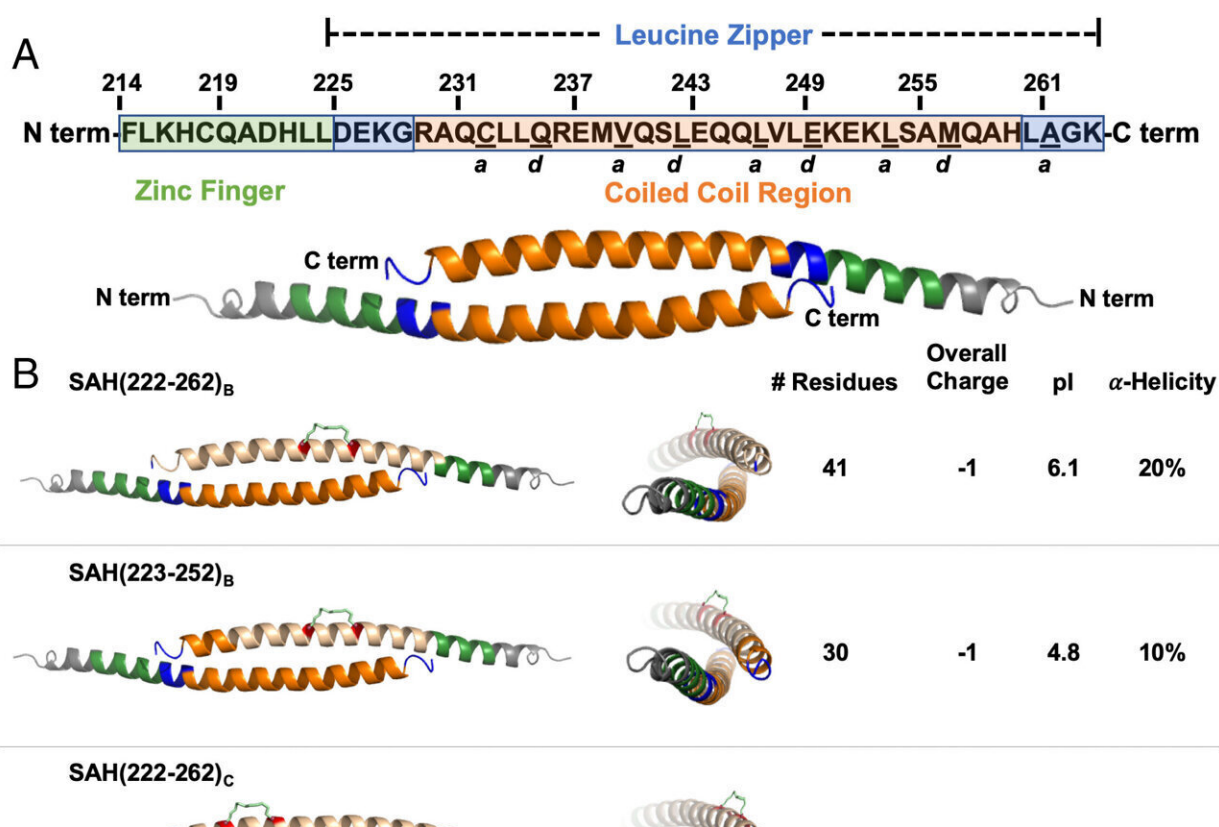 A
Leucine Zipper
214 219 225 231 237 243 249 255 261
N term-FLKHCQADHLLDEKGRAQCLLQREMVQSLEQQLVLEKEKLSAMQAHLAGK-C term
a d a d a d a d a
Zinc Finger
Coiled Coil Region
C term
N term
N term
C term
B
SAH(222-262)B
# Residues
Overall
Charge
pI
α-Helicity
41 -1 6.1 20%
SAH(223-252)B
30 -1 4.8 10%
SAH(222-262)C